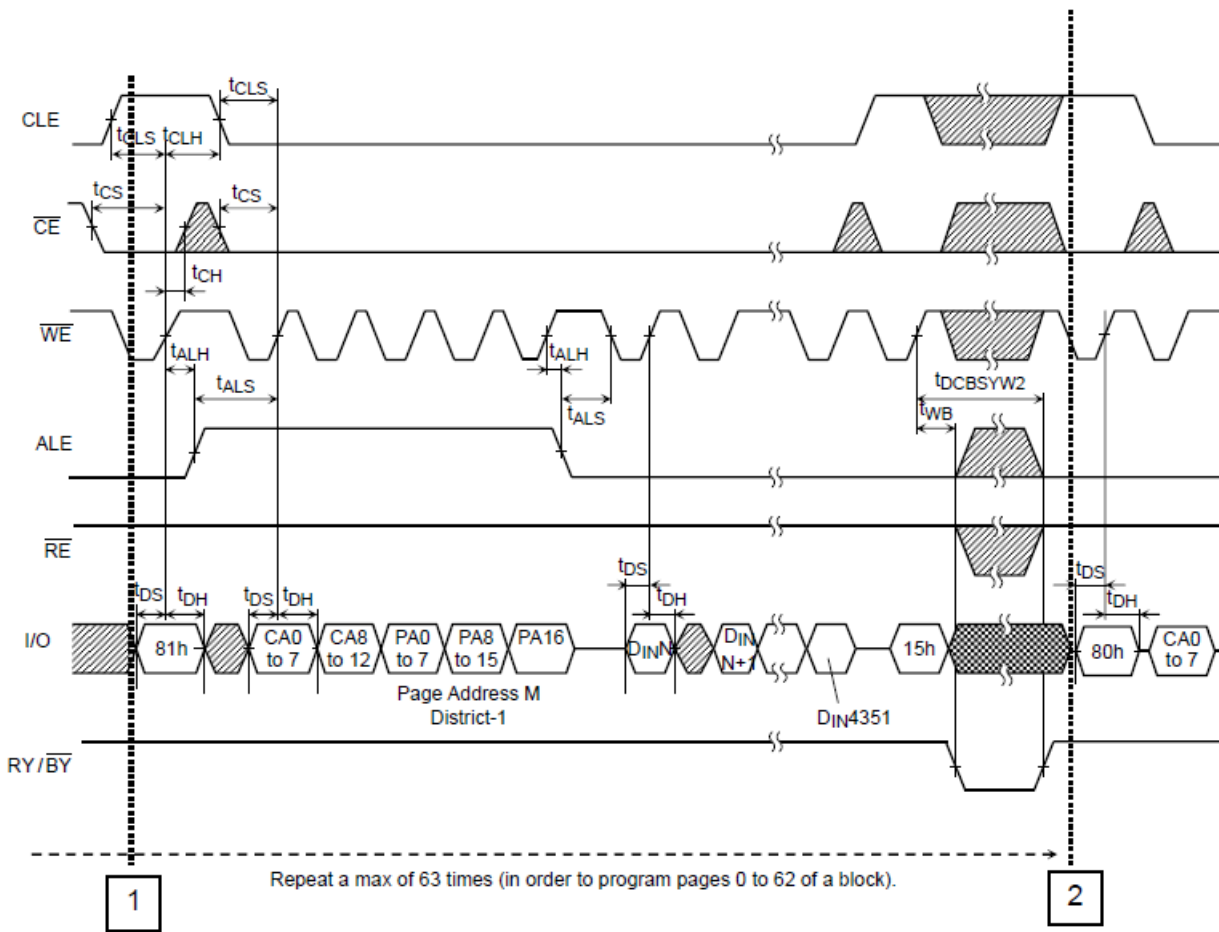 tCLS
CLE
tCLS tCLH
tCS tCS
CE
tCH
WE
tALH tALH
tALS tDCBSYW2
tALS tWB
ALE
RE
tDS tDS
tDH
tDS tDH tDS tDH
I/O
81h CA0 to 7 CA8 to 12 PA0 to 7 PA8 to 15 PA16 DINN DIN N+1 15h 80h CA0 to 7
Page Address M
District-1
DIN4351
RY/BY
Repeat a max of 63 times (in order to program pages 0 to 62 of a block).
1 2